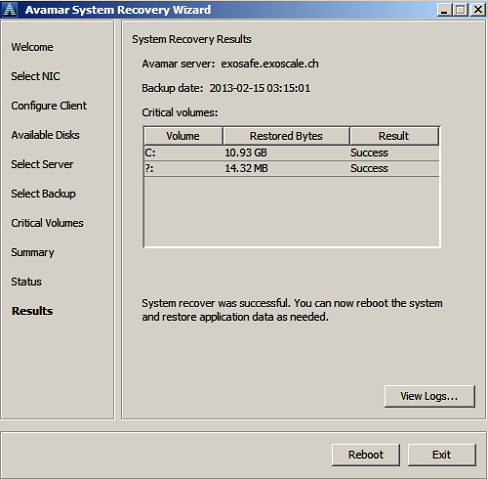 Avamar System Recovery Wizard
Welcome
Select NIC
Configure Client
Available Disks
Select Server
Select Backup
Critical Volumes
Summary
Status
Results
System Recovery Results
Avamar server: exosafe.exoscale.ch
Backup date: 2013-02-15 03:15:01
Critical volumes:
Volume Restored Bytes Result
C: 10.93 GB Success
?: 14.32 MB Success
System recover was successful. You can now reboot the system
and restore application data as needed.
View Logs...
Reboot Exit